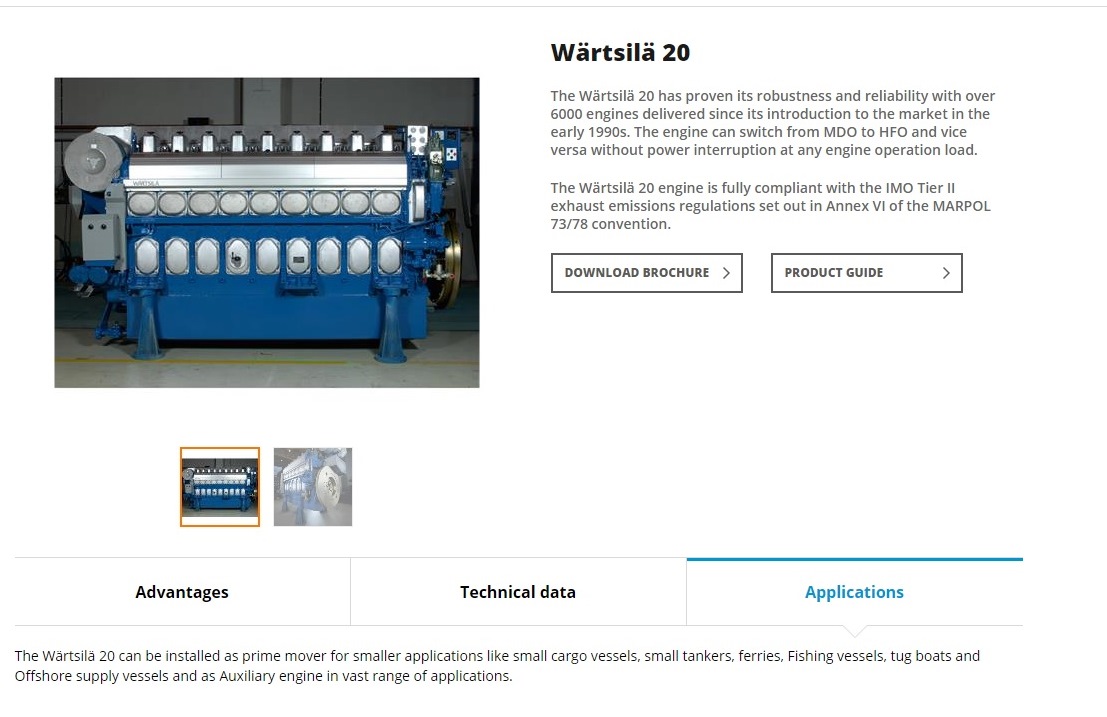 Wärtsilä 20
The Wärtsilä 20 has proven its robustness and reliability with over
6000 engines delivered since its introduction to the market in the
early 1990s. The engine can switch from MDO to HFO and vice
versa without power interruption at any engine operation load.
The Wärtsilä 20 engine is fully compliant with the IMO Tier II
exhaust emissions regulations set out in Annex VI of the MARPOL
73/78 convention.
DOWNLOAD BROCHURE
PRODUCT GUIDE
WÄRTSILÄ
Advantages
Technical data
Applications
The Wärtsilä 20 can be installed as prime mover for smaller applications like small cargo vessels, small tankers, ferries, Fishing vessels, tug boats and
Offshore supply vessels and as Auxiliary engine in vast range of applications.